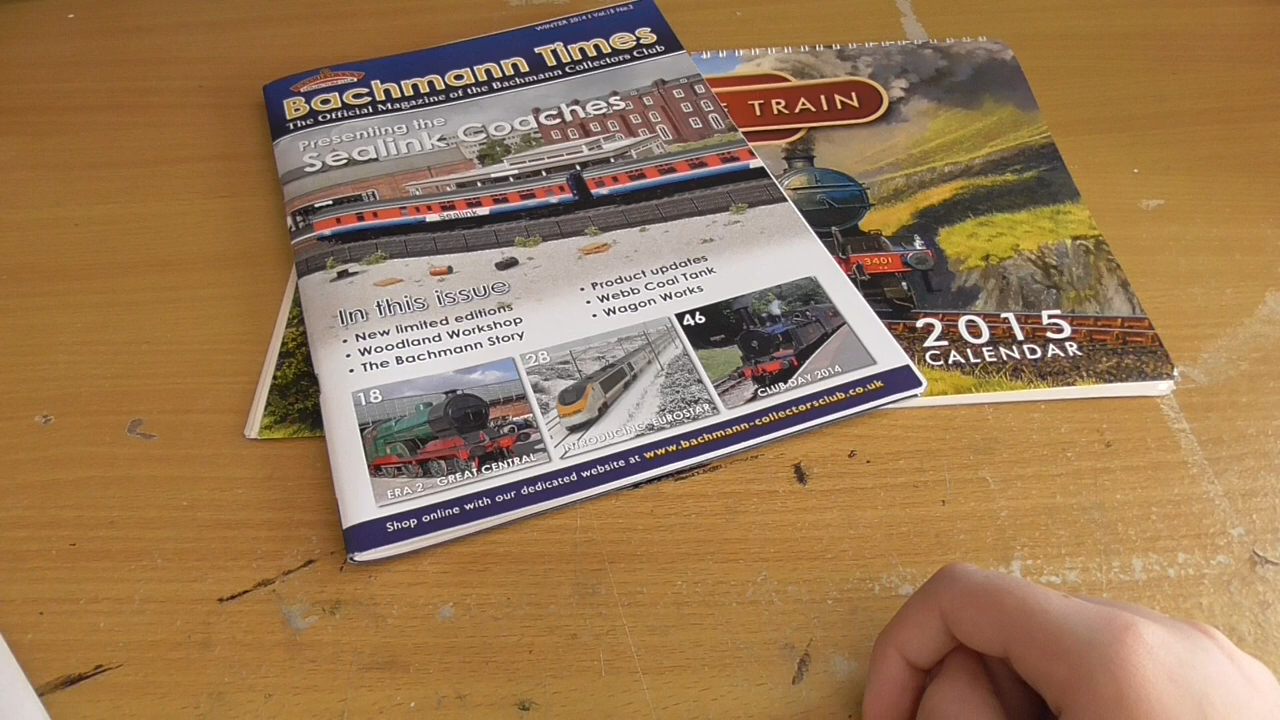 WINTER 2014 Vol.15 No.3
Bachmann Times
The Official Magazine of the Bachmann Collectors Club
Presenting the
Sealink Coaches
Sealink
In this issue
• New limited editions
• Woodland Workshop
• The Bachmann Story
• Product updates
• Webb Coal Tank
• Wagon Works
18
ERA 2 - GREAT CENTRAL
28
INTRODUCING EUROSTAR
46
CLUB DAY 2014
Shop online with our dedicated website at www.bachmann-collectorsclub.co.uk
TRAIN
3401
2015
CALENDAR